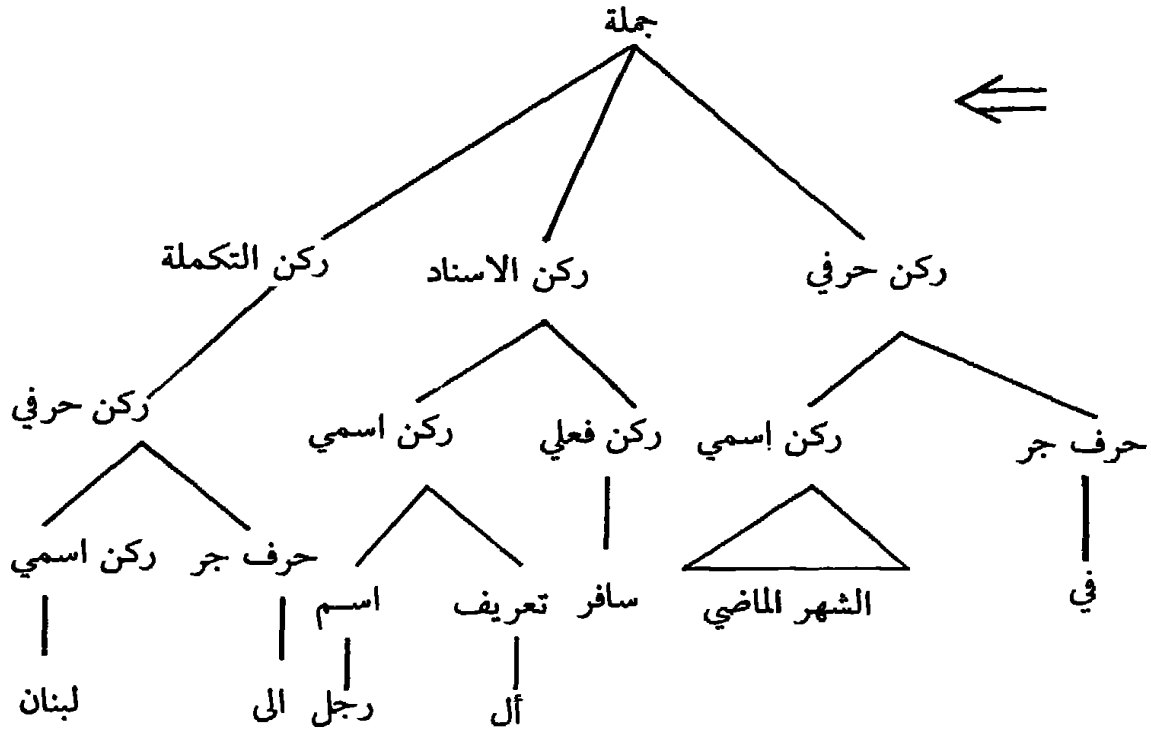 جملة
ركن حرفي ركن الاسناد ركن التكملة
حرف جر ركن إسمي ركن فعلي ركن اسمي ركن حرفي
في الشهر الماضي سافر تعريف اسم حرف جر ركن اسمي
أل رجل الى لبنان